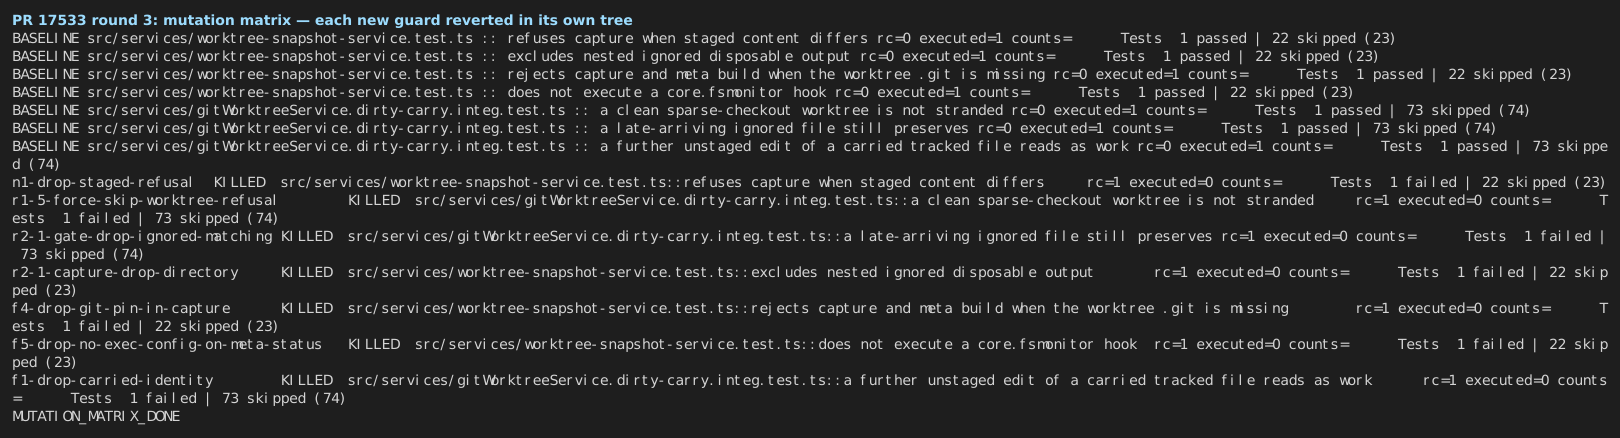 PR 17533 round 3: mutation matrix — each new guard reverted in its own tree
BASELINE src/services/worktree-snapshot-service.test.ts :: refuses capture when staged content differs rc=0 executed=1 counts=      Tests  1 passed | 22 skipped (23)
BASELINE src/services/worktree-snapshot-service.test.ts :: excludes nested ignored disposable output rc=0 executed=1 counts=      Tests  1 passed | 22 skipped (23)
BASELINE src/services/worktree-snapshot-service.test.ts :: rejects capture and meta build when the worktree .git is missing rc=0 executed=1 counts=      Tests  1 passed | 22 skipped (23)
BASELINE src/services/worktree-snapshot-service.test.ts :: does not execute a core.fsmonitor hook rc=0 executed=1 counts=      Tests  1 passed | 22 skipped (23)
BASELINE src/services/gitWorktreeService.dirty-carry.integ.test.ts :: a clean sparse-checkout worktree is not stranded rc=0 executed=1 counts=      Tests  1 passed | 73 skipped (74)
BASELINE src/services/gitWorktreeService.dirty-carry.integ.test.ts :: a late-arriving ignored file still preserves rc=0 executed=1 counts=      Tests  1 passed | 73 skipped (74)
BASELINE src/services/gitWorktreeService.dirty-carry.integ.test.ts :: a further unstaged edit of a carried tracked file reads as work rc=0 executed=1 counts=      Tests  1 passed | 73 skippe
d (74)
n1-drop-staged-refusal   KILLED  src/services/worktree-snapshot-service.test.ts::refuses capture when staged content differs      rc=1 executed=0 counts=      Tests  1 failed | 22 skipped (23)
r1-5-force-skip-worktree-refusal          KILLED  src/services/gitWorktreeService.dirty-carry.integ.test.ts::a clean sparse-checkout worktree is not stranded      rc=1 executed=0 counts=      T
ests  1 failed | 73 skipped (74)
r2-1-gate-drop-ignored-matching KILLED  src/services/gitWorktreeService.dirty-carry.integ.test.ts::a late-arriving ignored file still preserves rc=1 executed=0 counts=      Tests  1 failed |
 73 skipped (74)
r2-1-capture-drop-directory      KILLED  src/services/worktree-snapshot-service.test.ts::excludes nested ignored disposable output        rc=1 executed=0 counts=      Tests  1 failed | 22 skip
ped (23)
f4-drop-git-pin-in-capture       KILLED  src/services/worktree-snapshot-service.test.ts::rejects capture and meta build when the worktree .git is missing         rc=1 executed=0 counts=      T
ests  1 failed | 22 skipped (23)
f5-drop-no-exec-config-on-meta-status    KILLED  src/services/worktree-snapshot-service.test.ts::does not execute a core.fsmonitor hook  rc=1 executed=0 counts=      Tests  1 failed | 22 skip
ped (23)
f1-drop-carried-identity         KILLED  src/services/gitWorktreeService.dirty-carry.integ.test.ts::a further unstaged edit of a carried tracked file reads as work       rc=1 executed=0 counts
=      Tests  1 failed | 73 skipped (74)
MUTATION_MATRIX_DONE